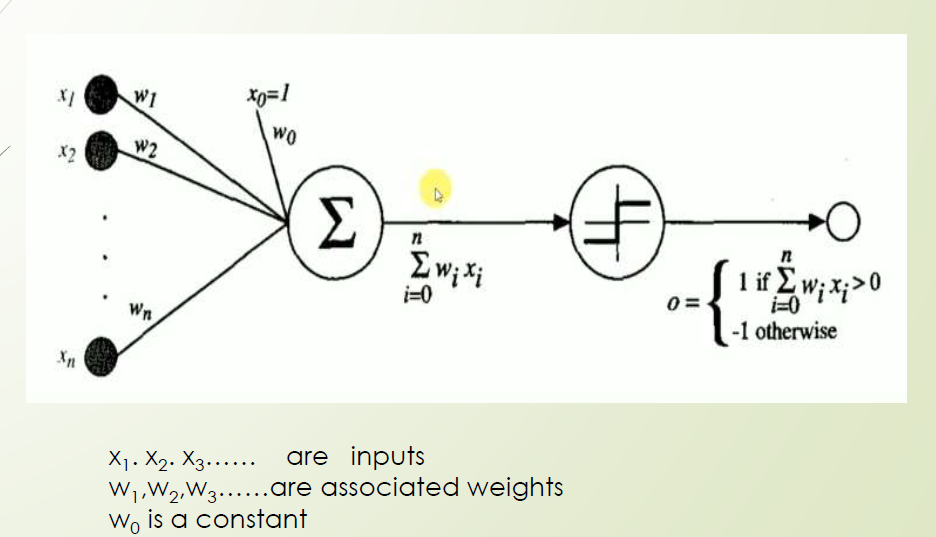 x1 w1 x0=1
w0
x2 w2
Σ
n
Σ wi xi
i=0
wn
xn
n
o = { 1 if Σ wi xi>0
i=0
-1 otherwise
X1. X2. X3...... are inputs
W1,W2,W3......are associated weights
W0 is a constant